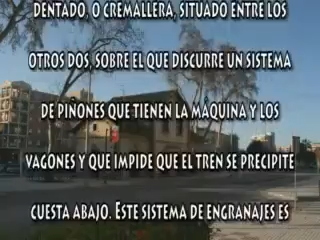 DENTADO, O CREMALLERA, SITUADO ENTRE LOS
OTROS DOS, SOBRE EL QUE DISCURRE UN SISTEMA
DE PIÑONES QUE TIENEN LA MÁQUINA Y LOS
VAGONES Y QUE IMPIDE QUE EL TREN SE PRECIPITE
CUESTA ABAJO. ESTE SISTEMA DE ENGRANAJES ES